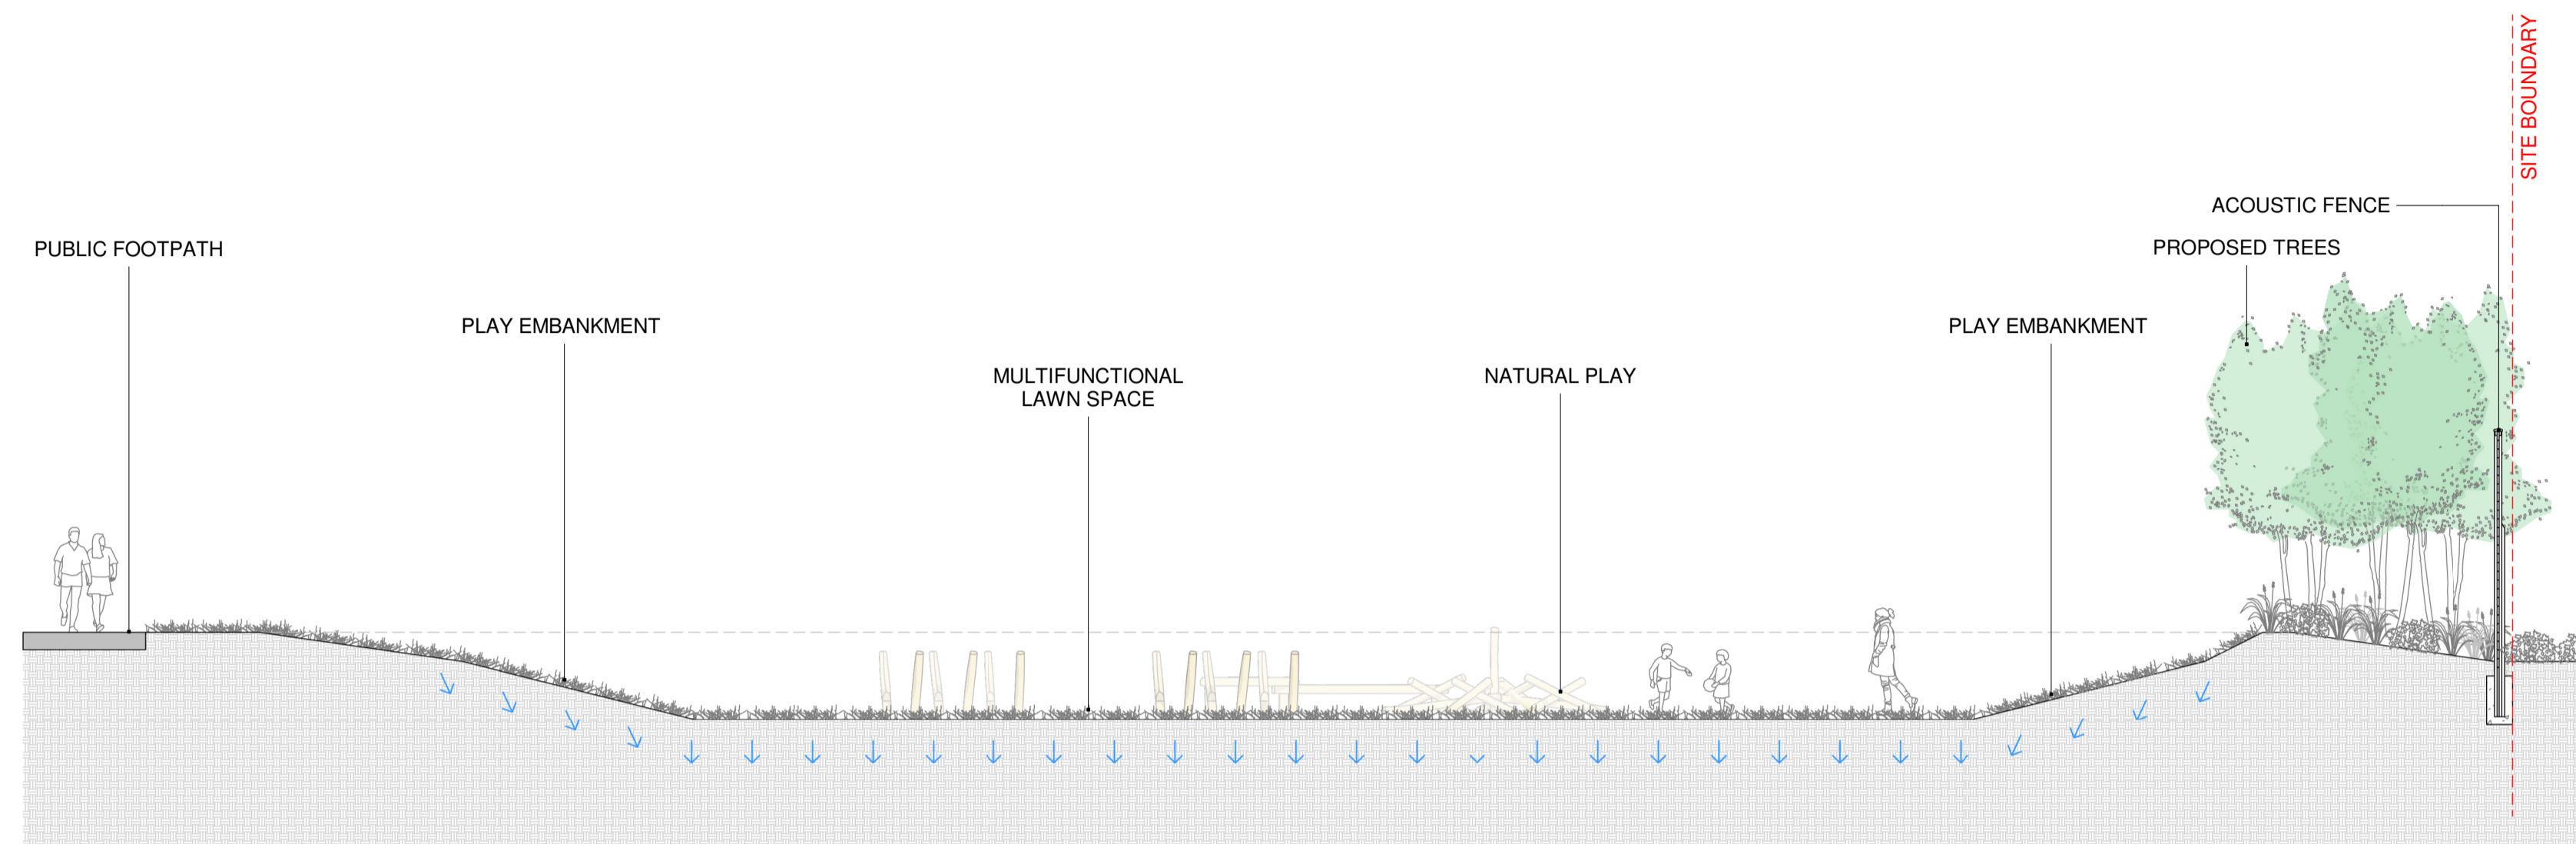 SITE BOUNDARY
ACOUSTIC FENCE
PUBLIC FOOTPATH
PROPOSED TREES
PLAY EMBANKMENT
PLAY EMBANKMENT
MULTIFUNCTIONAL
LAWN SPACE
NATURAL PLAY